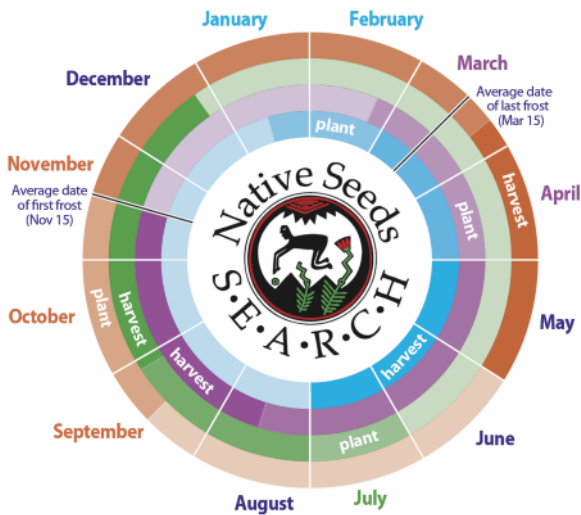 January
February
March
Average date
of last frost
(Mar 15)
April
May
June
July
August
September
October
November
Average date
of first frost
(Nov 15)
December
plant
harvest
plant
harvest
plant
harvest
plant
harvest
Native Seeds
S·E·A·R·C·H